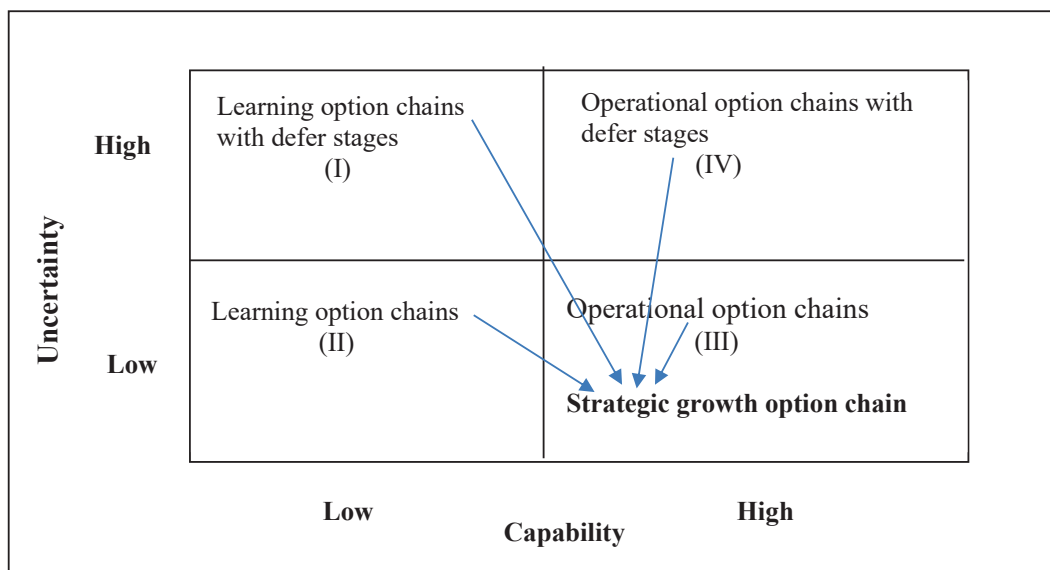 Learning option chains
with defer stages
(I)
Operational option chains with
defer stages
(IV)
High
Uncertainty
Learning option chains
(II)
Operational option chains
(III)
Low
Strategic growth option chain
Low
High
Capability